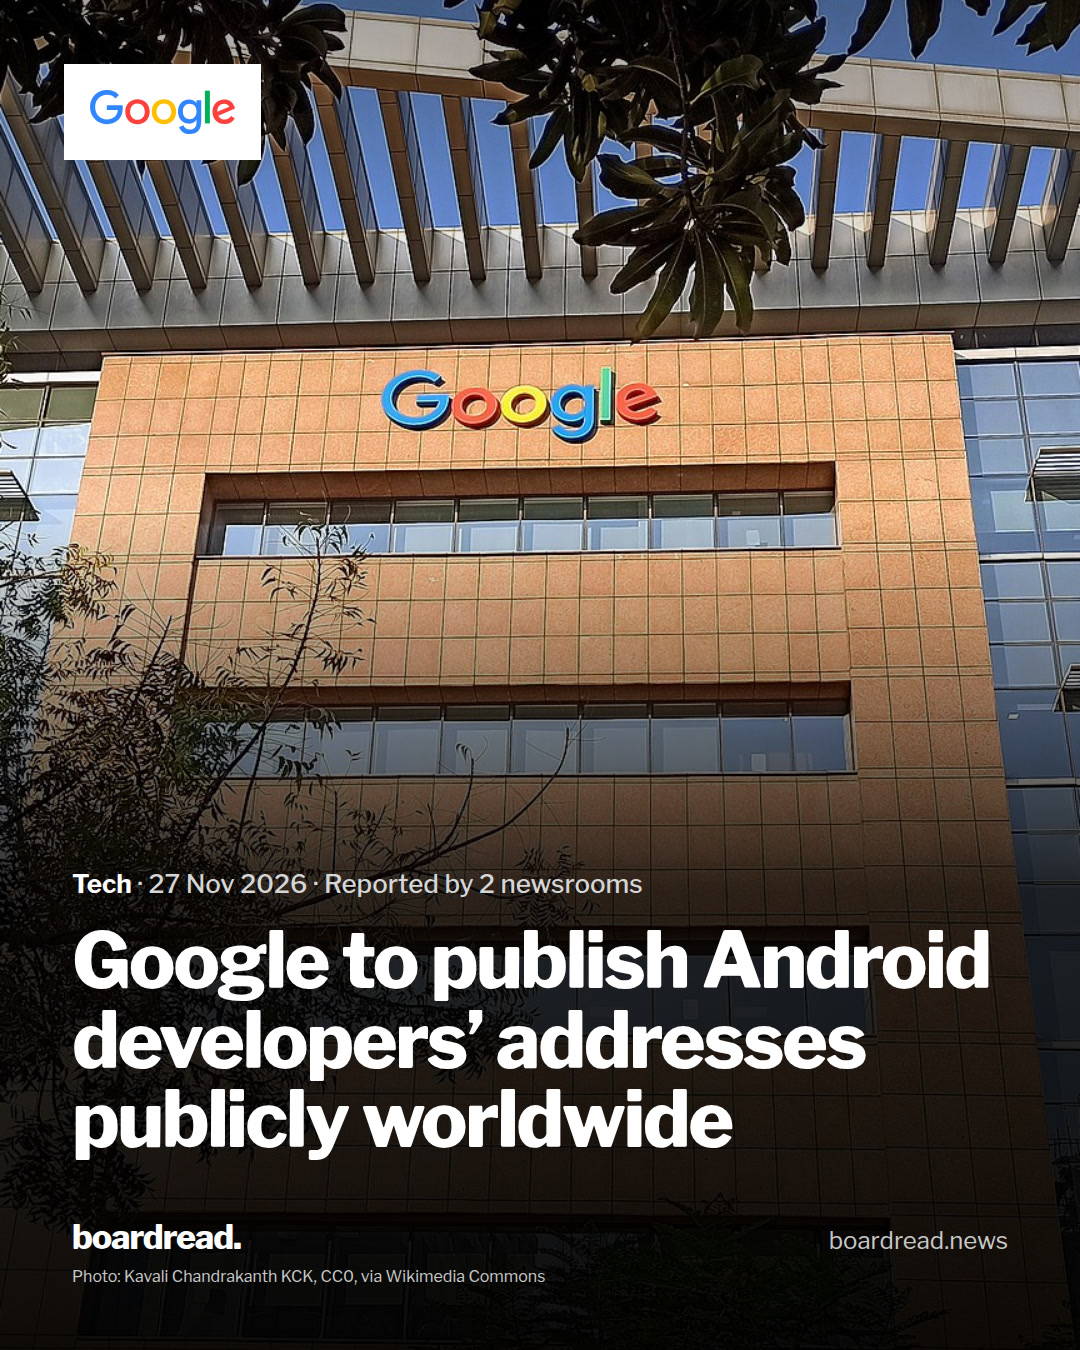 Google
Google
Tech · 27 Nov 2026 · Reported by 2 newsrooms
Google to publish Android
developers’ addresses
publicly worldwide
boardread.
boardread.news
Photo: Kavali Chandrakanth KCK, CC0, via Wikimedia Commons